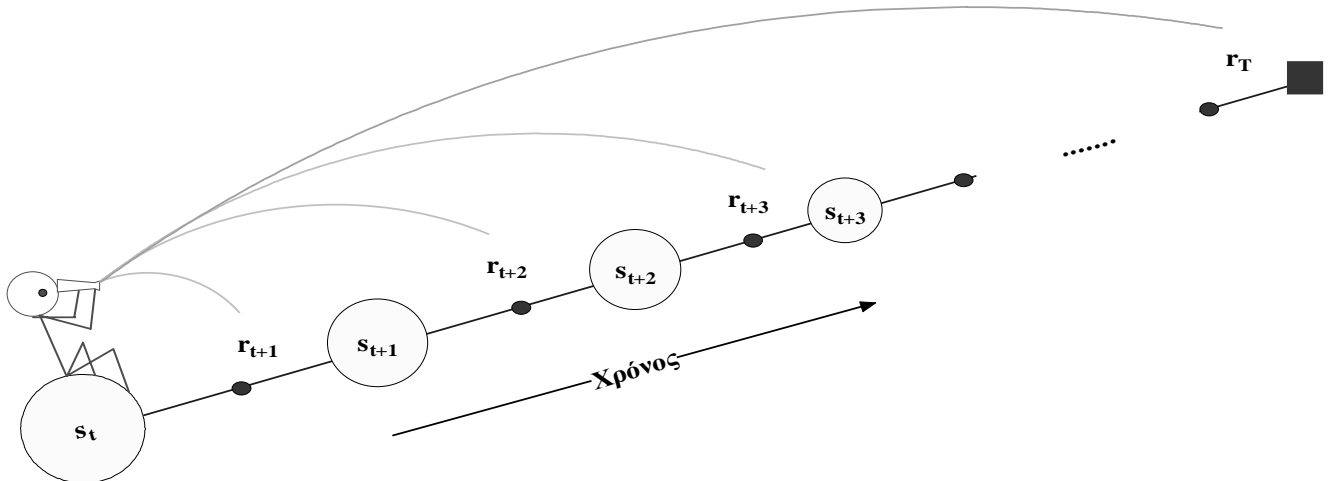 r_T
r_{t+3}
s_{t+3}
r_{t+2}
s_{t+2}
r_{t+1}
s_{t+1}
Χρόνος
s_t